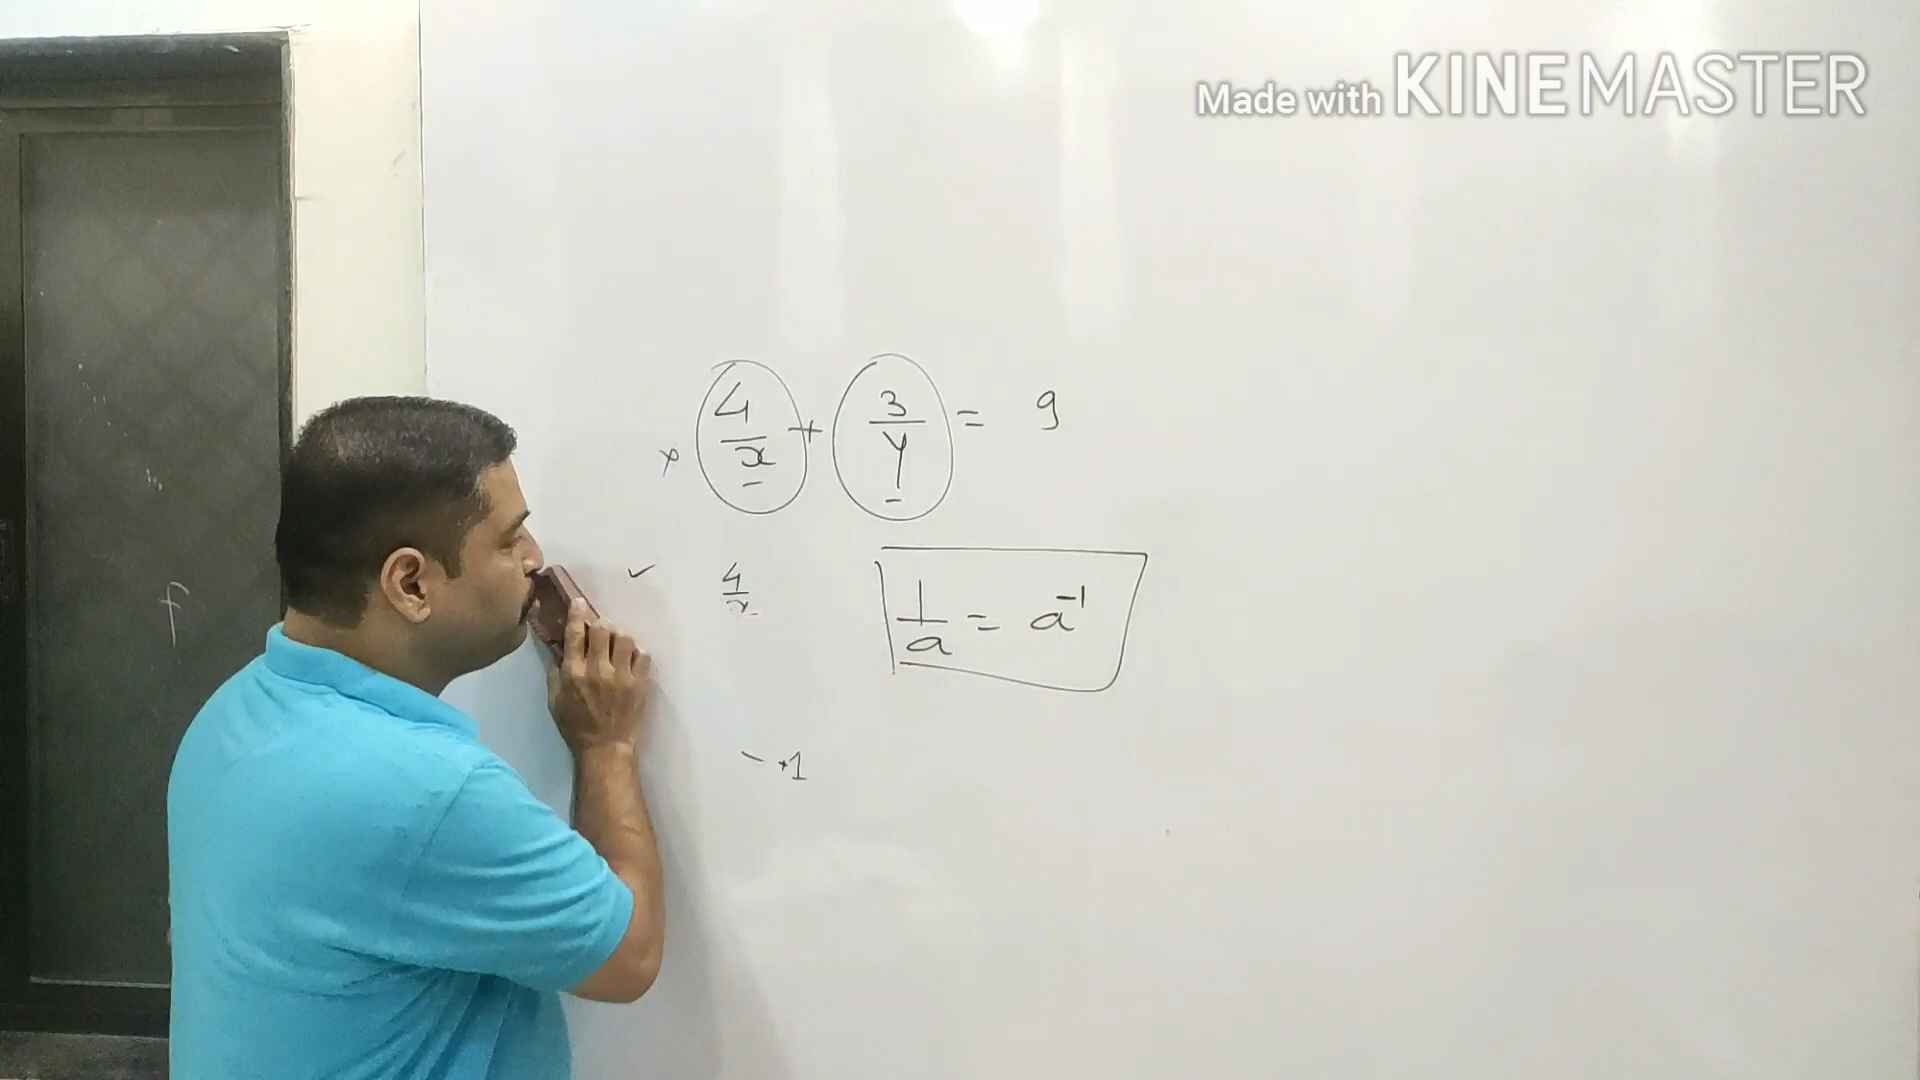 Made with KINEMASTER
× 4/x + 3/y = 9
✓ 4/x
1/a = a⁻¹
- +1